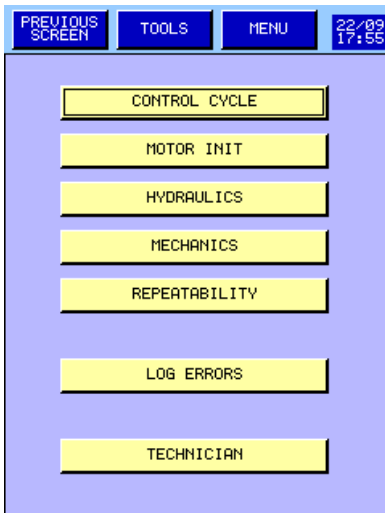 PREVIOUS
SCREEN
TOOLS
MENU
22/09
17:55
CONTROL CYCLE
MOTOR INIT
HYDRAULICS
MECHANICS
REPEATABILITY
LOG ERRORS
TECHNICIAN